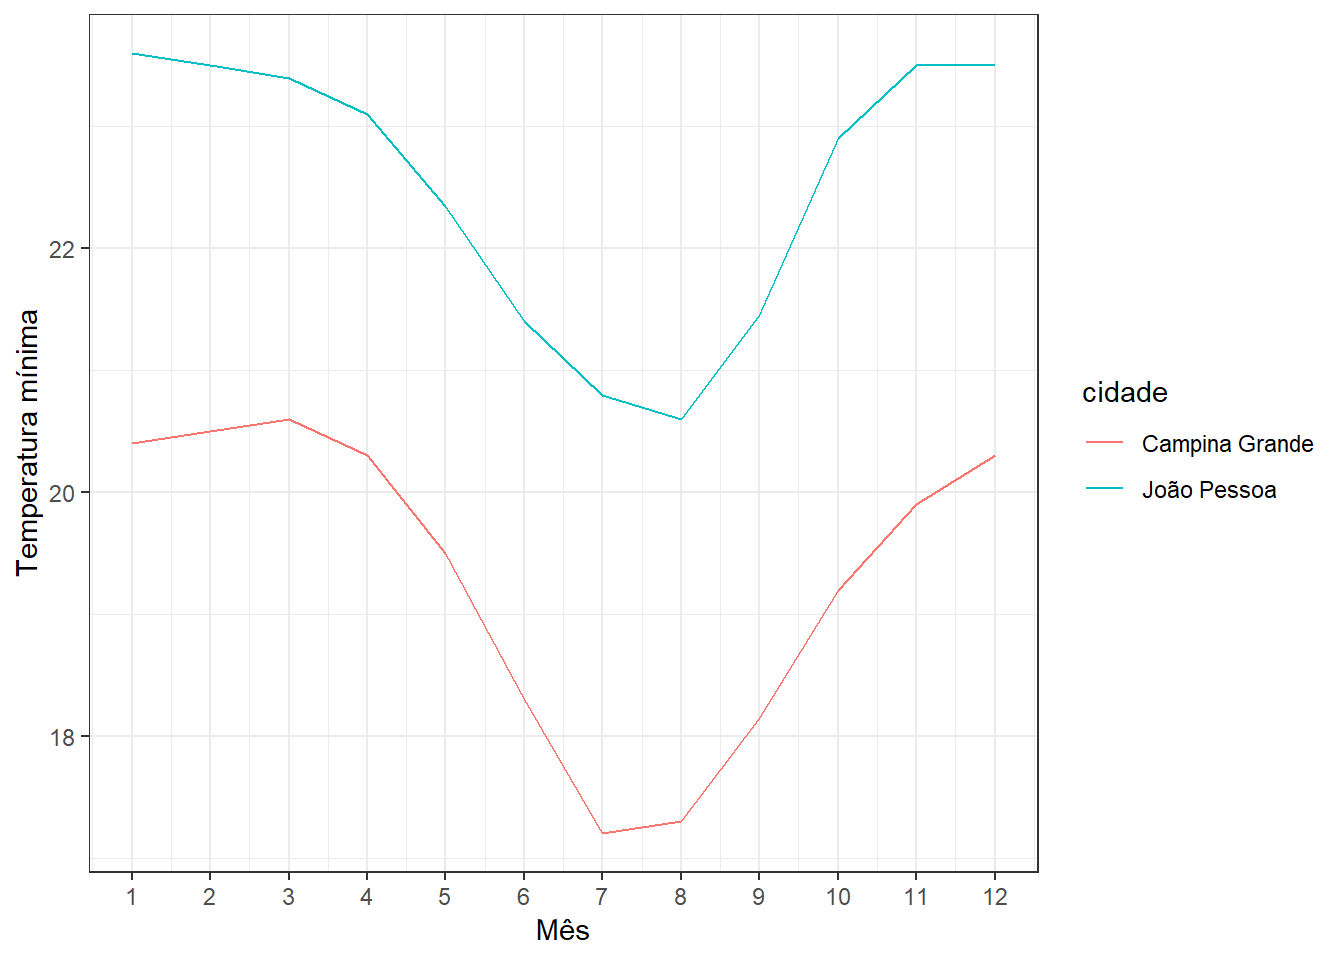 Temperatura mínima
22
20
18
1 2 3 4 5 6 7 8 9 10 11 12
Mês
cidade
Campina Grande
João Pessoa